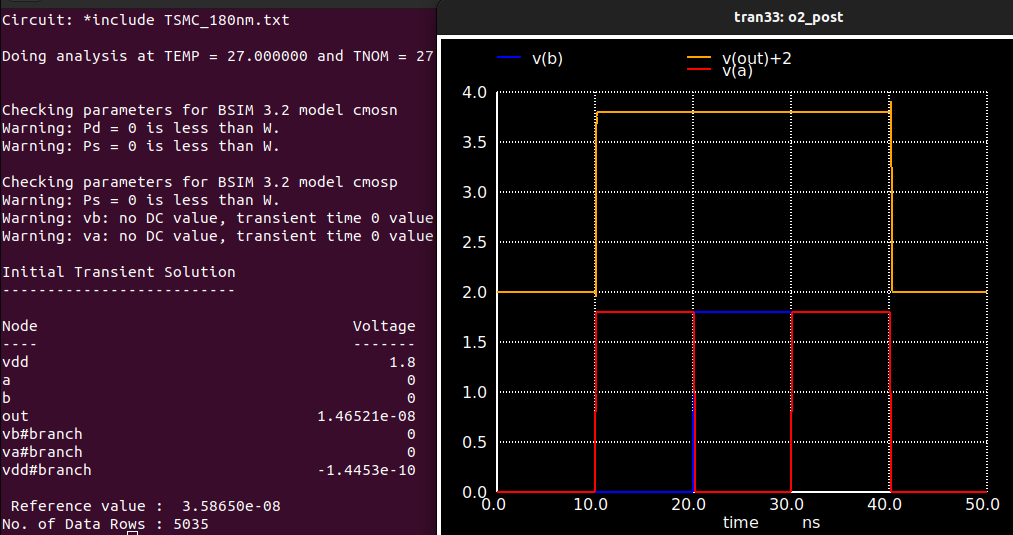 Circuit: *include TSMC_180nm.txt
Doing analysis at TEMP = 27.000000 and TNOM = 27
Checking parameters for BSIM 3.2 model cmosn
Warning: Pd = 0 is less than W.
Warning: Ps = 0 is less than W.
Checking parameters for BSIM 3.2 model cmosp
Warning: Ps = 0 is less than W.
Warning: vb: no DC value, transient time 0 value
Warning: va: no DC value, transient time 0 value
Initial Transient Solution
--------------------------
Node Voltage
---- -------
vdd 1.8
a 0
b 0
out 1.46521e-08
vb#branch 0
va#branch 0
vdd#branch -1.4453e-10
Reference value : 3.58650e-08
No. of Data Rows : 5035
tran33: o2_post
v(b) v(out)+2
v(a)
4.0
3.5
3.0
2.5
2.0
1.5
1.0
0.5
0.0
0.0 10.0 20.0 30.0 40.0 50.0
time ns